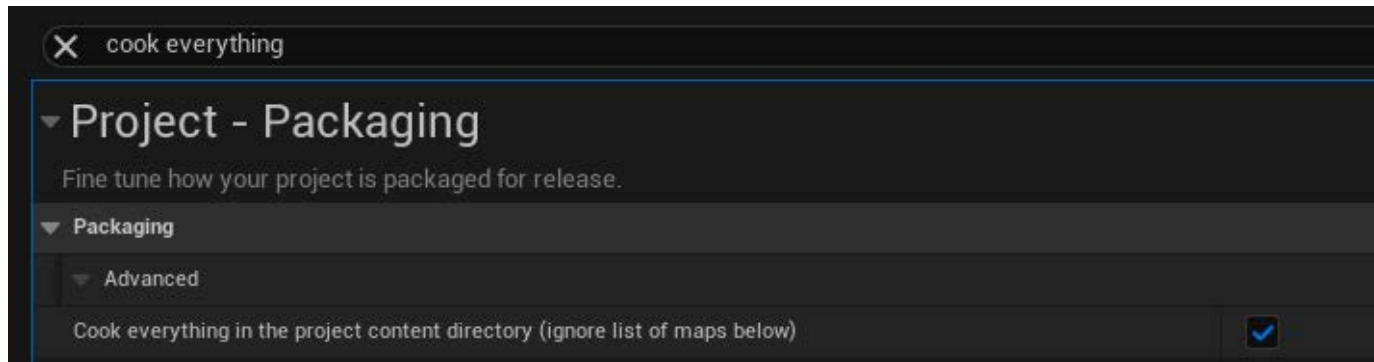 cook everything
Project - Packaging
Fine tune how your project is packaged for release.
Packaging
Advanced
Cook everything in the project content directory (ignore list of maps below)